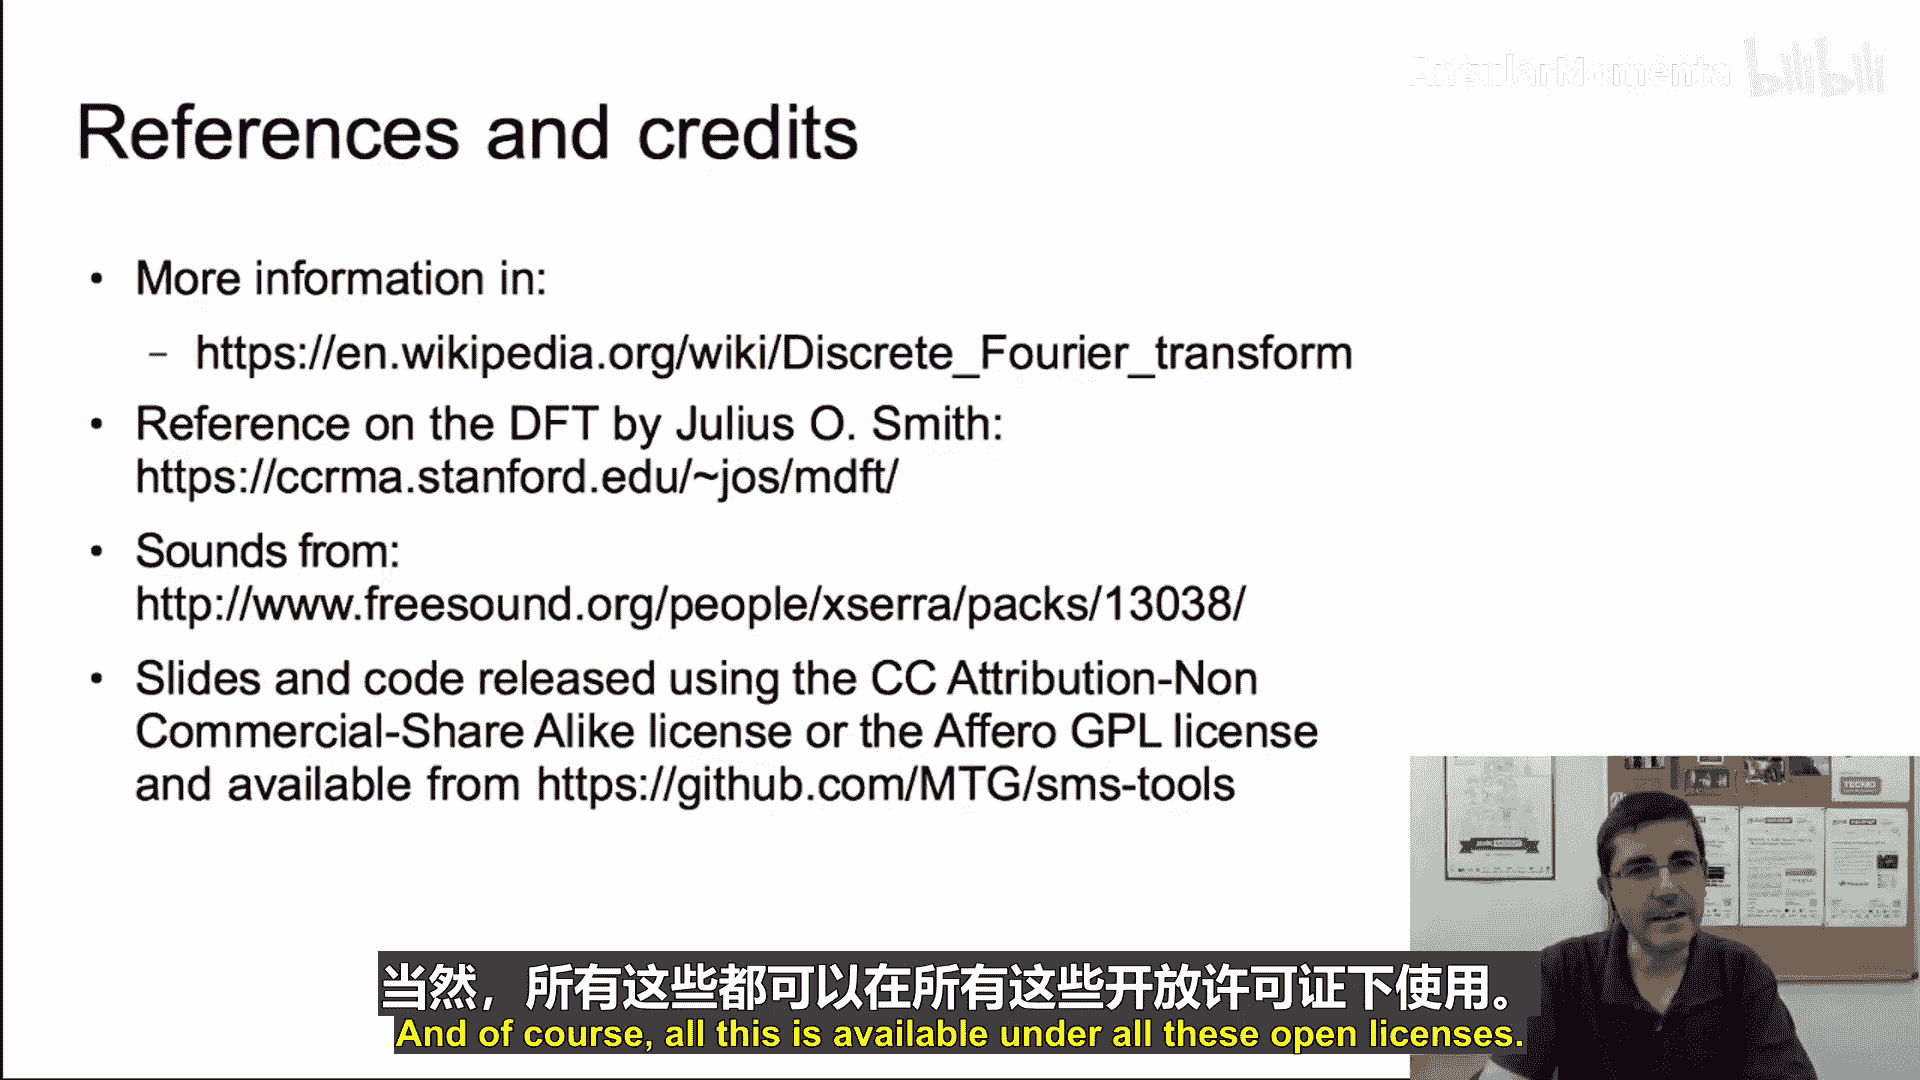 AngularMomenta bilibili
References and credits
• More information in:
– https://en.wikipedia.org/wiki/Discrete_Fourier_transform
• Reference on the DFT by Julius O. Smith:
https://ccrma.stanford.edu/~jos/mdft/
• Sounds from:
http://www.freesound.org/people/xserra/packs/13038/
• Slides and code released using the CC Attribution-Non
Commercial-Share Alike license or the Affero GPL license
and available from https://github.com/MTG/sms-tools
TECNIO
当然，所有这些都可以在所有这些开放许可证下使用。
And of course, all this is available under all these open licenses.